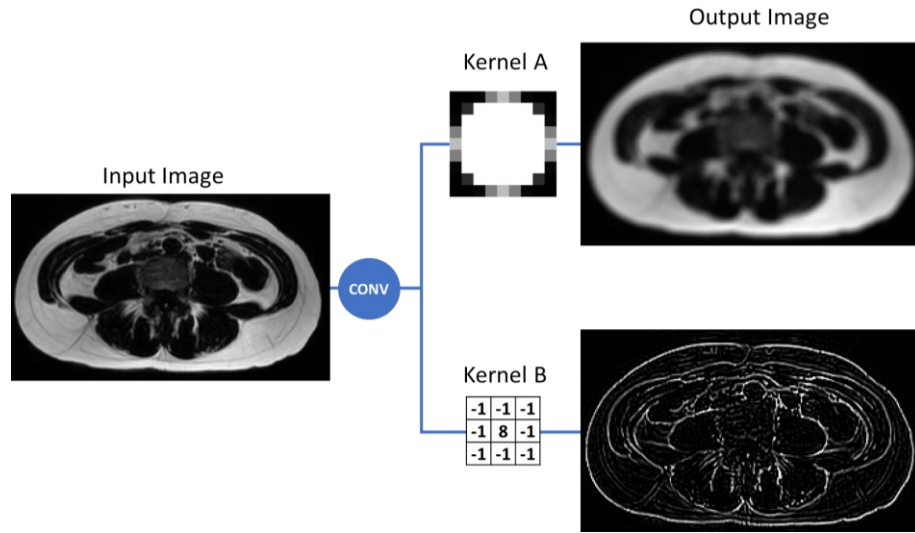 Output Image
Kernel A
Input Image
CONV
Kernel B
-1 -1 -1
-1 8 -1
-1 -1 -1